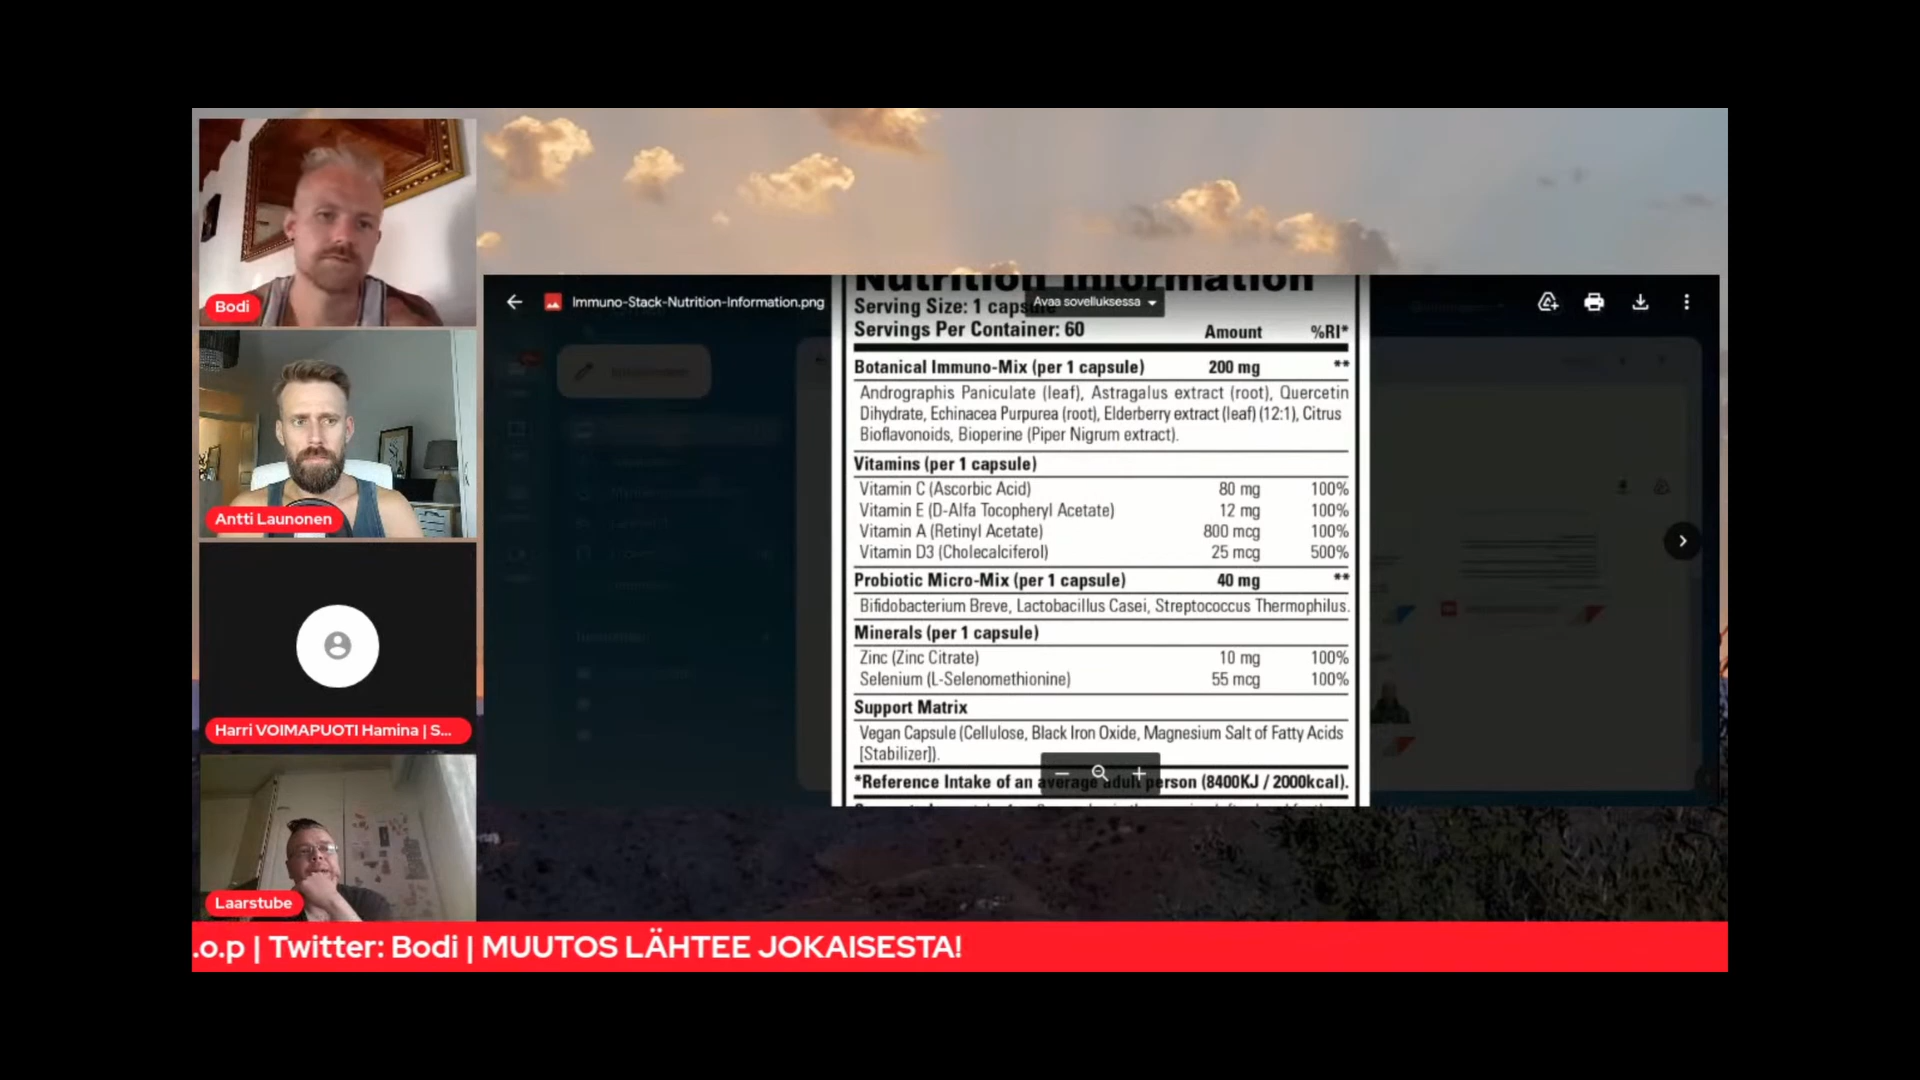 Bodi
Antti Launonen
Harri VOIMAPUOTI Hamina | S...
Laarstube
Immuno-Stack-Nutrition-Information.png
Avaa sovelluksessa
Nutrition Information
Serving Size: 1
Servings Per Container: 60 Amount %RI*
Botanical Immuno-Mix (per 1 capsule) 200 mg **
Andrographis Paniculate (leaf), Astragalus extract (root), Quercetin
Dihydrate, Echinacea Purpurea (root), Elderberry extract (leaf) (12:1), Citrus
Bioflavonoids, Bioperine (Piper Nigrum extract).
Vitamins (per 1 capsule)
Vitamin C (Ascorbic Acid) 80 mg 100%
Vitamin E (D-Alfa Tocopheryl Acetate) 12 mg 100%
Vitamin A (Retinyl Acetate) 800 mcg 100%
Vitamin D3 (Cholecalciferol) 25 mcg 500%
Probiotic Micro-Mix (per 1 capsule) 40 mg **
Bifidobacterium Breve, Lactobacillus Casei, Streptococcus Thermophilus.
Minerals (per 1 capsule)
Zinc (Zinc Citrate) 10 mg 100%
Selenium (L-Selenomethionine) 55 mcg 100%
Support Matrix
Vegan Capsule (Cellulose, Black Iron Oxide, Magnesium Salt of Fatty Acids
[Stabilizer]).
*Reference Intake of an average adult person (8400KJ / 2000kcal).
.o.p | Twitter: Bodi | MUUTOS LÄHTEE JOKAISESTA!